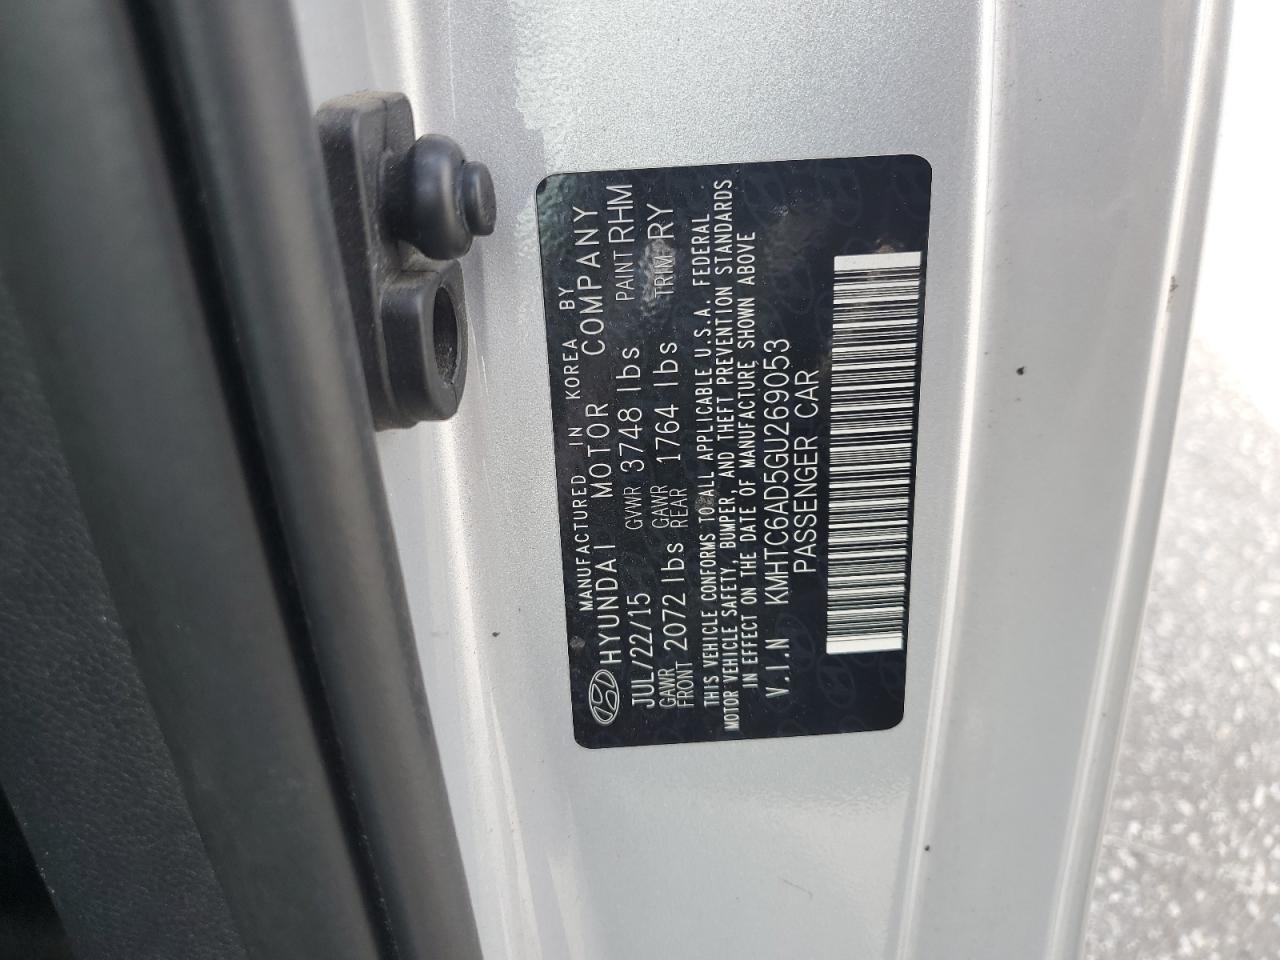 MANUFACTURED IN KOREA BY
HYUNDAI MOTOR COMPANY
JUL/22/15 GVWR 3748 lbs PAINT RHM
GAWR FRONT 2072 lbs GAWR REAR 1764 lbs TRIM RY
THIS VEHICLE CONFORMS TO ALL APPLICABLE U.S.A. FEDERAL
MOTOR VEHICLE SAFETY, BUMPER, AND THEFT PREVENTION STANDARDS
IN EFFECT ON THE DATE OF MANUFACTURE SHOWN ABOVE
V.I.N KMHTC6AD5GU269053
PASSENGER CAR